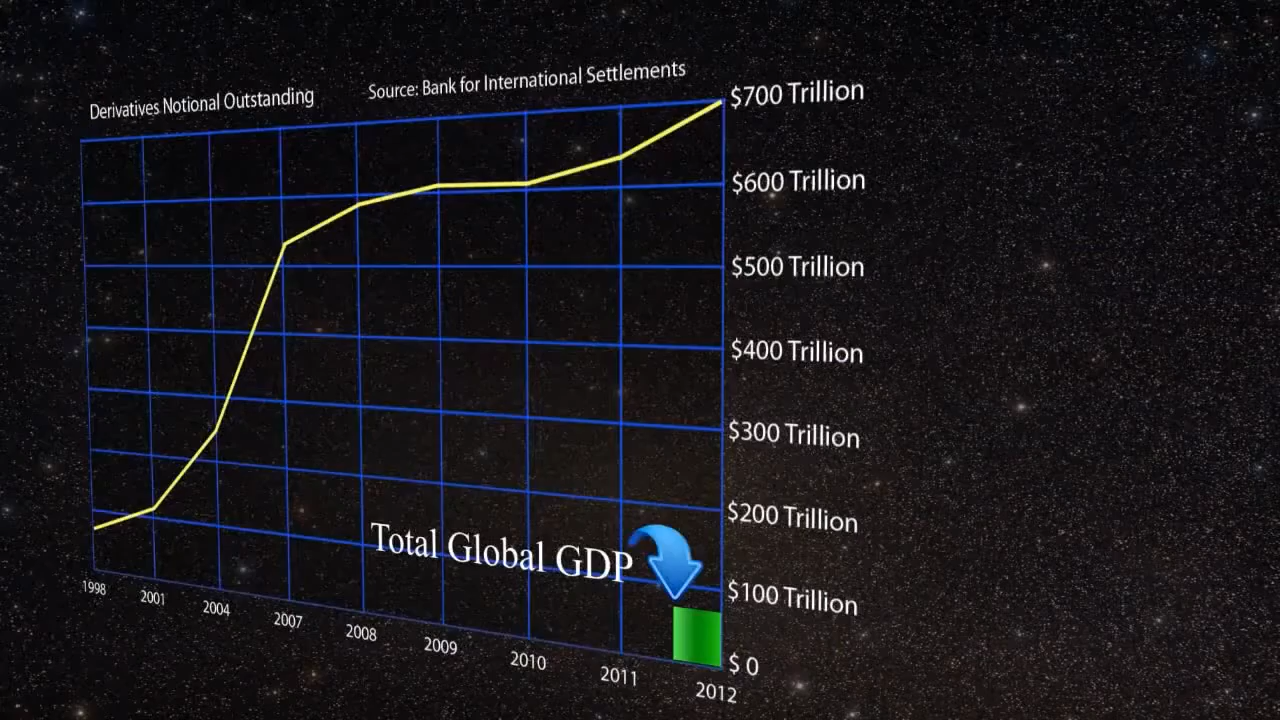 Derivatives Notional Outstanding
Source: Bank for International Settlements
$700 Trillion
$600 Trillion
$500 Trillion
$400 Trillion
$300 Trillion
$200 Trillion
Total Global GDP
$100 Trillion
$ 0
1998
2001
2004
2007
2008
2009
2010
2011
2012